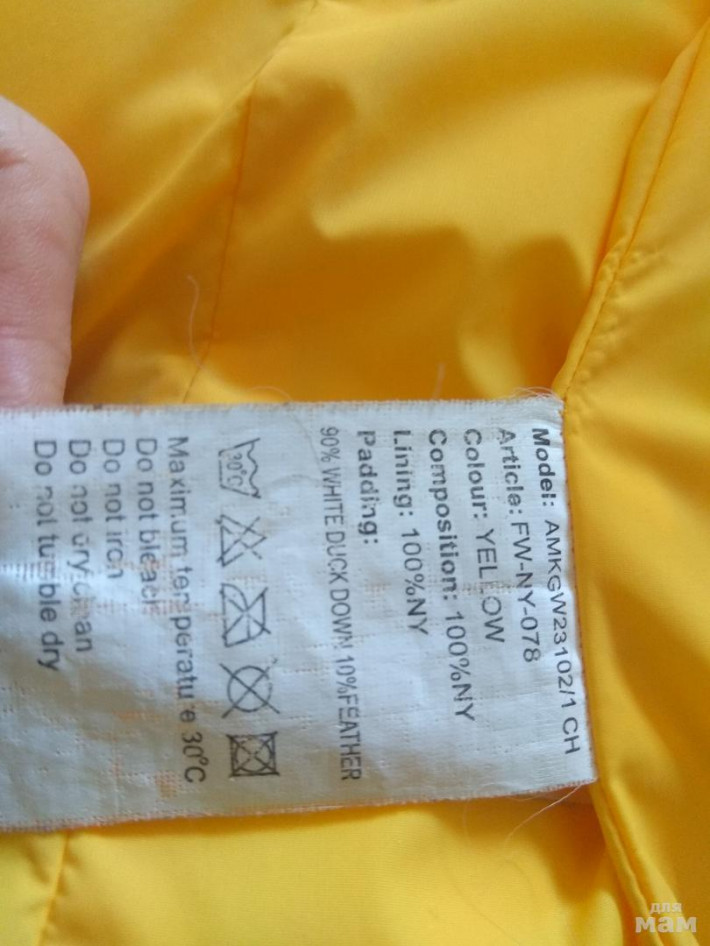 Model: AMKGW23102/1 CH
Article: FW-NY-078
Colour: YELLOW
Composition: 100%NY
Lining: 100%NY
Padding:
90% WHITE DUCK DOWN 10%FEATHER
30°C
Maximum temperature 30°C
Do not bleach
Do not iron
Do not dry clean
Do not tumble dry
для
мам